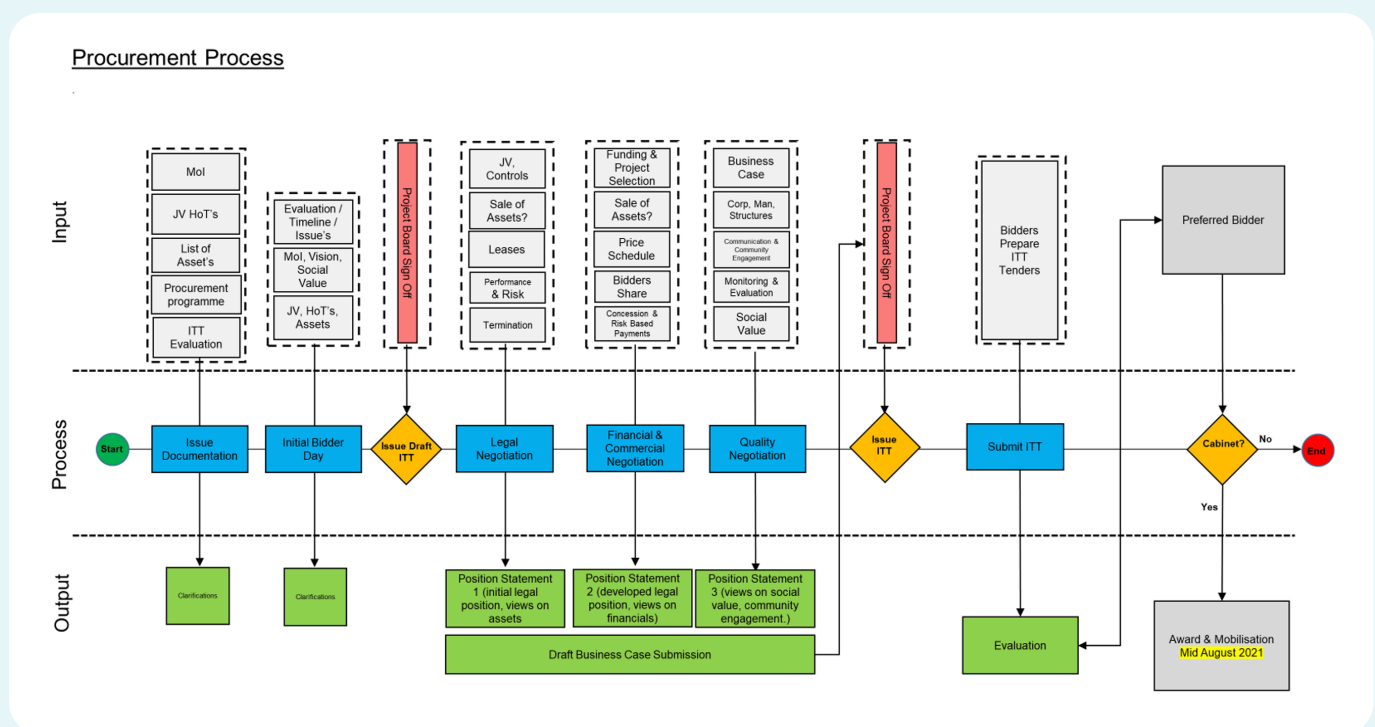 Procurement Process
Input
MoI
JV HoT's
List of
Asset's
Procurement
programme
ITT
Evaluation
Evaluation /
Timeline /
Issue's
MoI, Vision,
Social
Value
JV, HoT's,
Assets
Project Board Sign Off
JV,
Controls
Sale of
Assets?
Leases
Performance
& Risk
Termination
Funding &
Project
Selection
Sale of
Assets?
Price
Schedule
Bidders
Share
Concession &
Risk Based
Payments
Business
Case
Corp, Man,
Structures
Communication &
Community
Engagement
Monitoring &
Evaluation
Social
Value
Project Board Sign Off
Bidders
Prepare
ITT
Tenders
Preferred Bidder
Process
Start
Issue
Documentation
Initial Bidder
Day
Issue Draft
ITT
Legal
Negotiation
Financial &
Commercial
Negotiation
Quality
Negotiation
Issue
ITT
Submit ITT
Cabinet?
No
End
Yes
Output
Clarifications
Clarifications
Position Statement
1 (initial legal
position, views on
assets
Position Statement
2 (developed legal
position, views on
financials)
Position Statement
3 (views on social
value, community
engagement.)
Draft Business Case Submission
Evaluation
Award & Mobilisation
Mid August 2021